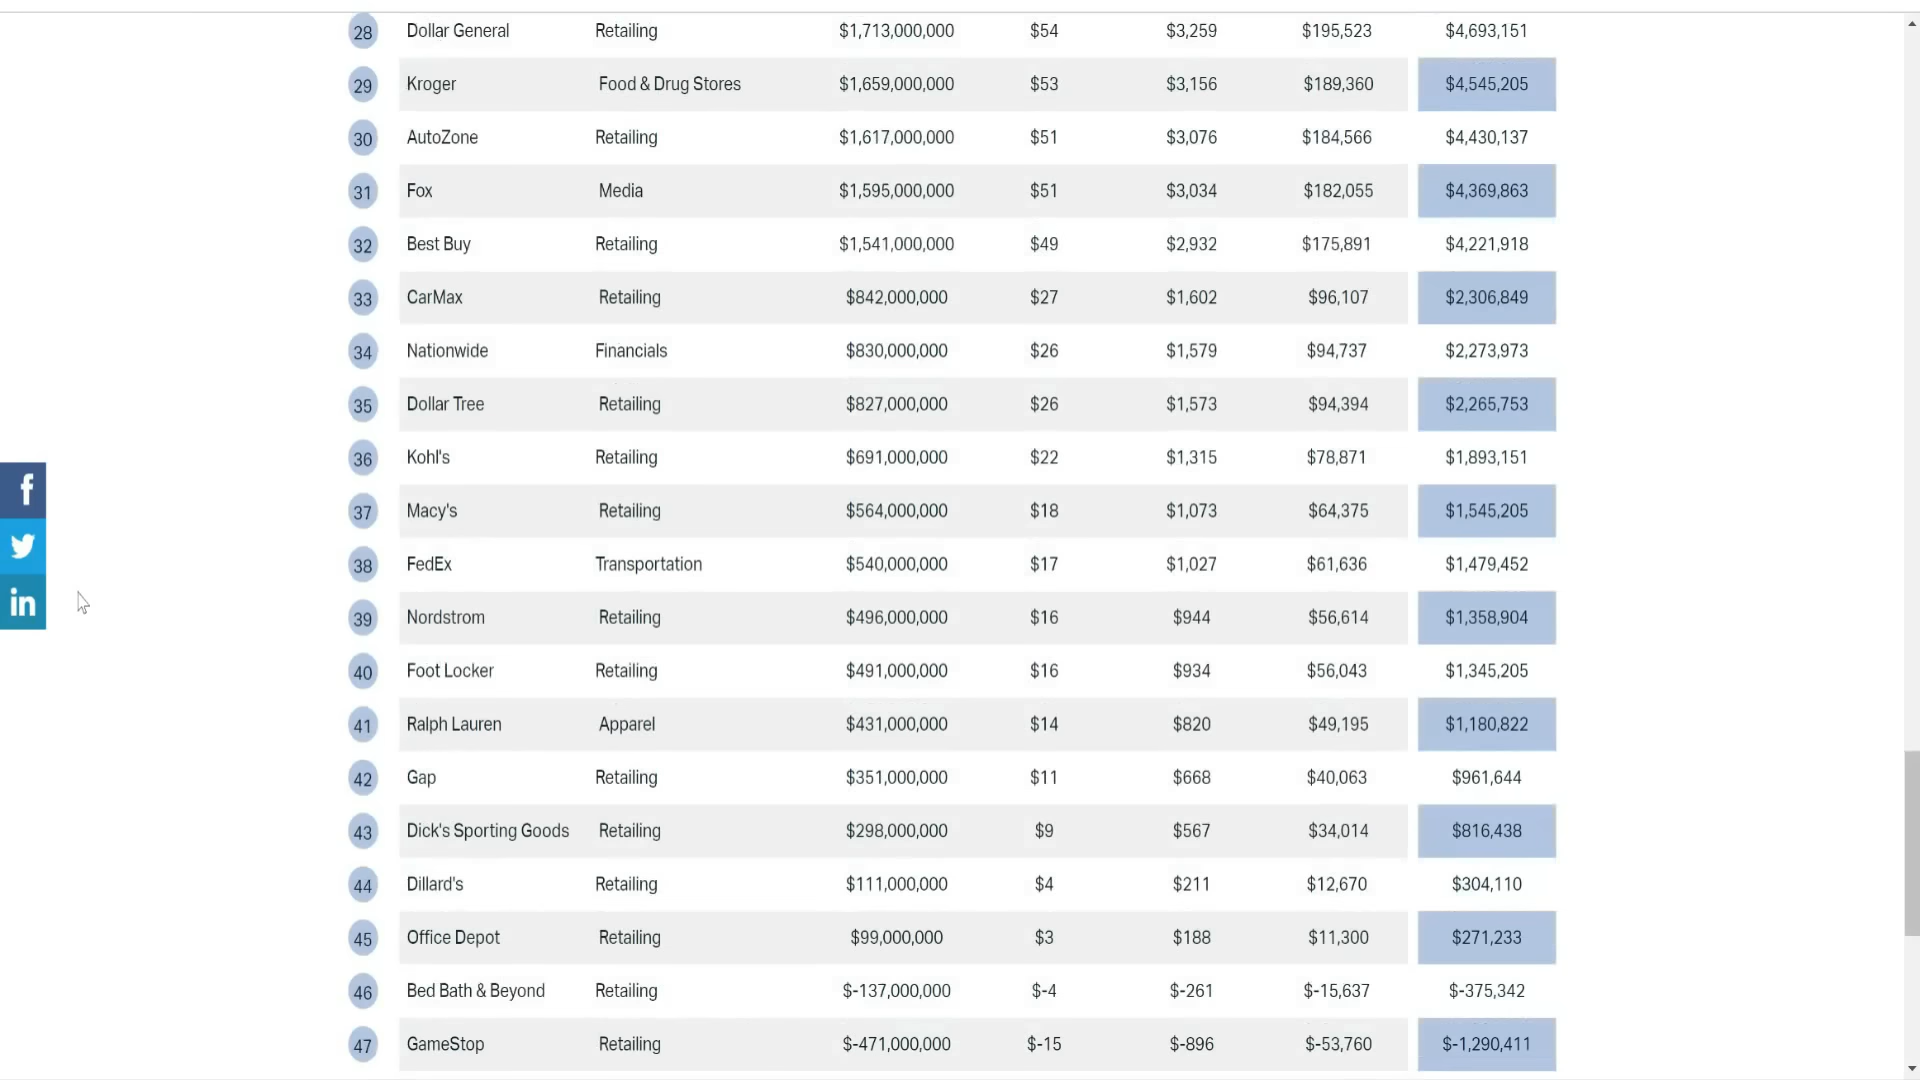 28 Dollar General Retailing $1,713,000,000 $54 $3,259 $195,523 $4,693,151
29 Kroger Food & Drug Stores $1,659,000,000 $53 $3,156 $189,360 $4,545,205
30 AutoZone Retailing $1,617,000,000 $51 $3,076 $184,566 $4,430,137
31 Fox Media $1,595,000,000 $51 $3,034 $182,055 $4,369,863
32 Best Buy Retailing $1,541,000,000 $49 $2,932 $175,891 $4,221,918
33 CarMax Retailing $842,000,000 $27 $1,602 $96,107 $2,306,849
34 Nationwide Financials $830,000,000 $26 $1,579 $94,737 $2,273,973
35 Dollar Tree Retailing $827,000,000 $26 $1,573 $94,394 $2,265,753
36 Kohl's Retailing $691,000,000 $22 $1,315 $78,871 $1,893,151
37 Macy's Retailing $564,000,000 $18 $1,073 $64,375 $1,545,205
38 FedEx Transportation $540,000,000 $17 $1,027 $61,636 $1,479,452
39 Nordstrom Retailing $496,000,000 $16 $944 $56,614 $1,358,904
40 Foot Locker Retailing $491,000,000 $16 $934 $56,043 $1,345,205
41 Ralph Lauren Apparel $431,000,000 $14 $820 $49,195 $1,180,822
42 Gap Retailing $351,000,000 $11 $668 $40,063 $961,644
43 Dick's Sporting Goods Retailing $298,000,000 $9 $567 $34,014 $816,438
44 Dillard's Retailing $111,000,000 $4 $211 $12,670 $304,110
45 Office Depot Retailing $99,000,000 $3 $188 $11,300 $271,233
46 Bed Bath & Beyond Retailing $-137,000,000 $-4 $-261 $-15,637 $-375,342
47 GameStop Retailing $-471,000,000 $-15 $-896 $-53,760 $-1,290,411
f
in